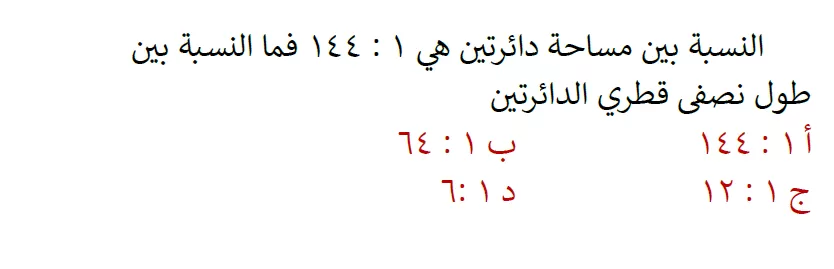 النسبة بين مساحة دائرتين هي ١ : ١٤٤ فما النسبة بين
طول نصفى قطري الدائرتين
أ ١ : ١٤٤ ب ١ : ٦٤
ج ١ : ١٢ د ١ :٦